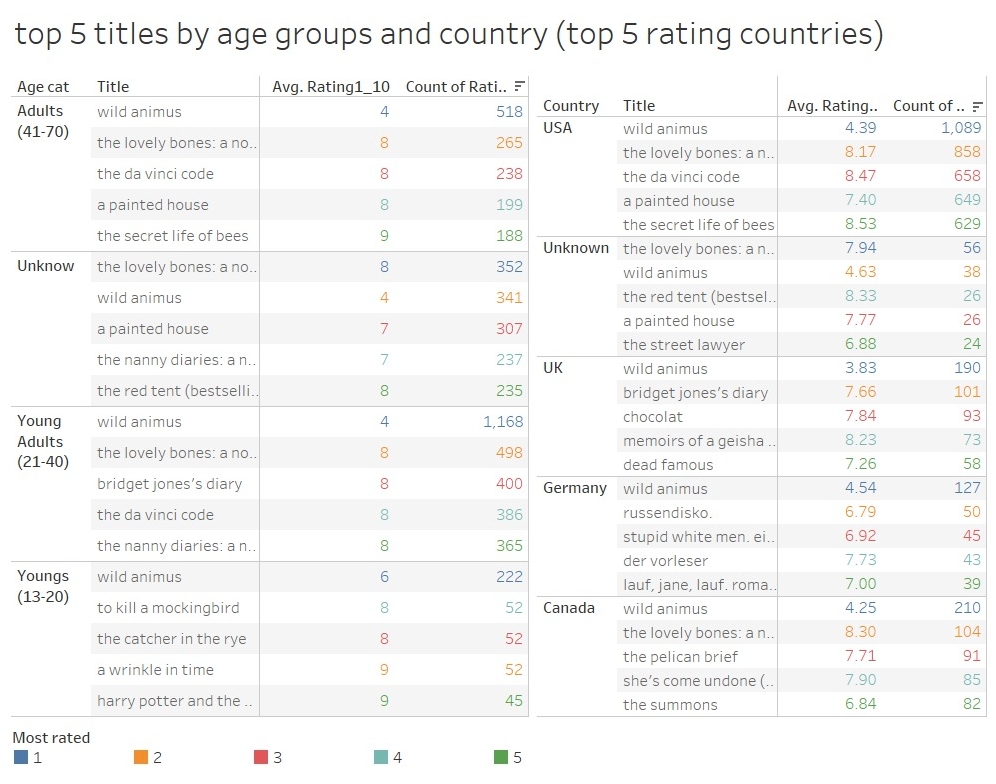 top 5 titles by age groups and country (top 5 rating countries)
Age cat Title Avg. Rating1_10 Count of Rati..
Adults (41-70) wild animus 4 518
the lovely bones: a no.. 8 265
the da vinci code 8 238
a painted house 8 199
the secret life of bees 9 188
Unknow the lovely bones: a no.. 8 352
wild animus 4 341
a painted house 7 307
the nanny diaries: a n.. 7 237
the red tent (bestselli.. 8 235
Young Adults (21-40) wild animus 4 1,168
the lovely bones: a no.. 8 498
bridget jones's diary 8 400
the da vinci code 8 386
the nanny diaries: a n.. 8 365
Youngs (13-20) wild animus 6 222
to kill a mockingbird 8 52
the catcher in the rye 8 52
a wrinkle in time 9 52
harry potter and the .. 9 45
Country Title Avg. Rating.. Count of ..
USA wild animus 4.39 1,089
the lovely bones: a n.. 8.17 858
the da vinci code 8.47 658
a painted house 7.40 649
the secret life of bees 8.53 629
Unknown the lovely bones: a n.. 7.94 56
wild animus 4.63 38
the red tent (bestsel.. 8.33 26
a painted house 7.77 26
the street lawyer 6.88 24
UK wild animus 3.83 190
bridget jones's diary 7.66 101
chocolat 7.84 93
memoirs of a geisha .. 8.23 73
dead famous 7.26 58
Germany wild animus 4.54 127
russendisko. 6.79 50
stupid white men. ei.. 6.92 45
der vorleser 7.73 43
lauf, jane, lauf. roma.. 7.00 39
Canada wild animus 4.25 210
the lovely bones: a n.. 8.30 104
the pelican brief 7.71 91
she's come undone (.. 7.90 85
the summons 6.84 82
Most rated
1 2 3 4 5